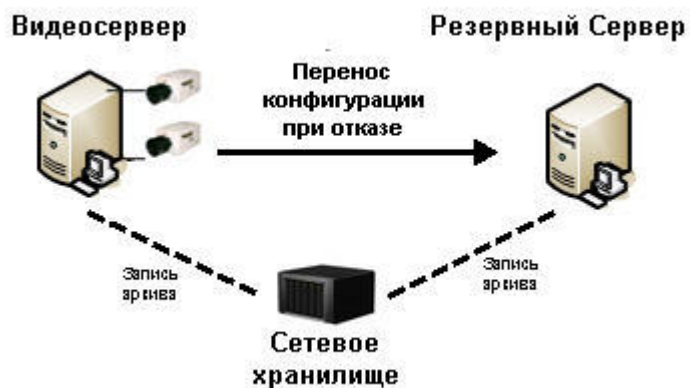 Видеосервер
Резервный Сервер
Перенос
конфигурации
при отказе
Запись
архива
Запись
архива
Сетевое
хранилище